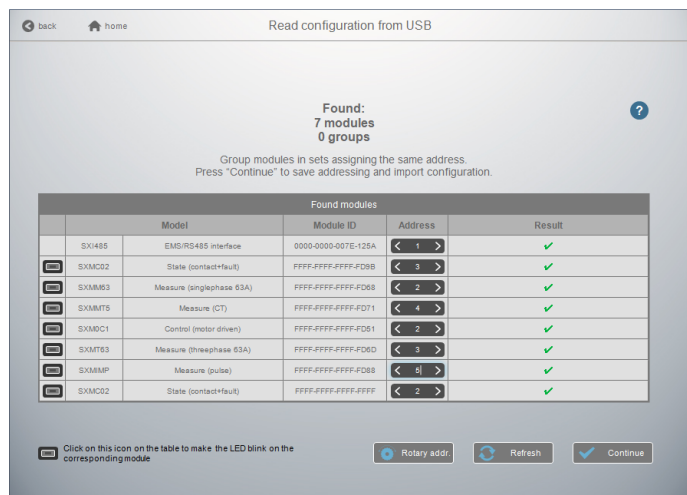 back
home
Read configuration from USB
Found:
7 modules
0 groups
?
Group modules in sets assigning the same address.
Press "Continue" to save addressing and import configuration.
Found modules
Model Module ID Address Result
SXI485 EMS/RS485 interface 0000-0000-007E-125A 1
SXMC02 State (contact+fault) FFFF-FFFF-FFFF-FD9B 3
SXMM63 Measure (singlephase 63A) FFFF-FFFF-FFFF-FD68 2
SXMMT5 Measure (CT) FFFF-FFFF-FFFF-FD71 4
SXM0C1 Control (motor driven) FFFF-FFFF-FFFF-FD51 2
SXMT63 Measure (threephase 63A) FFFF-FFFF-FFFF-FD6D 3
SXMIMP Measure (pulse) FFFF-FFFF-FFFF-FD88 5
SXMC02 State (contact+fault) FFFF-FFFF-FFFF-FFFF 2
Click on this icon on the table to make the LED blink on the
corresponding module
Rotary addr.
Refresh
Continue